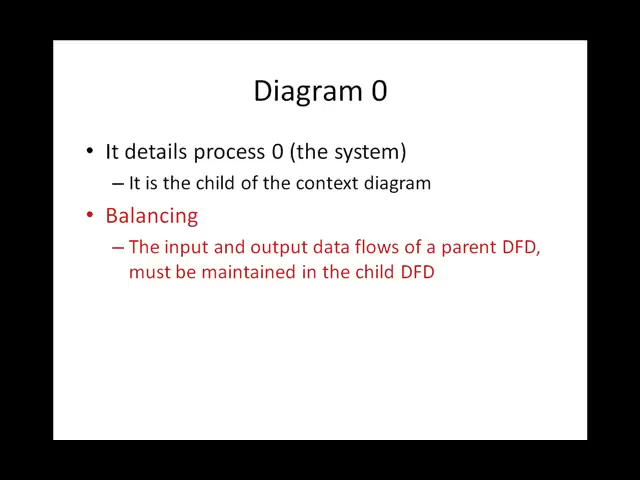 Diagram 0
• It details process 0 (the system)
– It is the child of the context diagram
• Balancing
– The input and output data flows of a parent DFD,
must be maintained in the child DFD